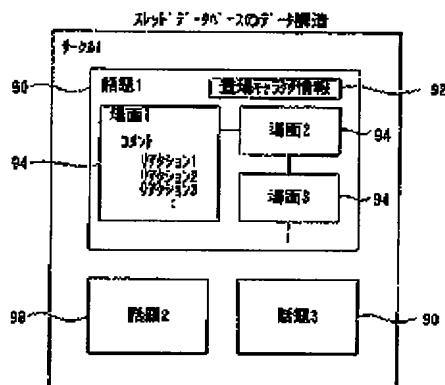 スレッドデータベースのデータ構造
サークル1
90
話題1
登場キャラクタ情報
92
場面1
コメント
リアクション1
リアクション2
リアクション3
:
94
場面2
94
場面3
94
話題2
90
話題3
90